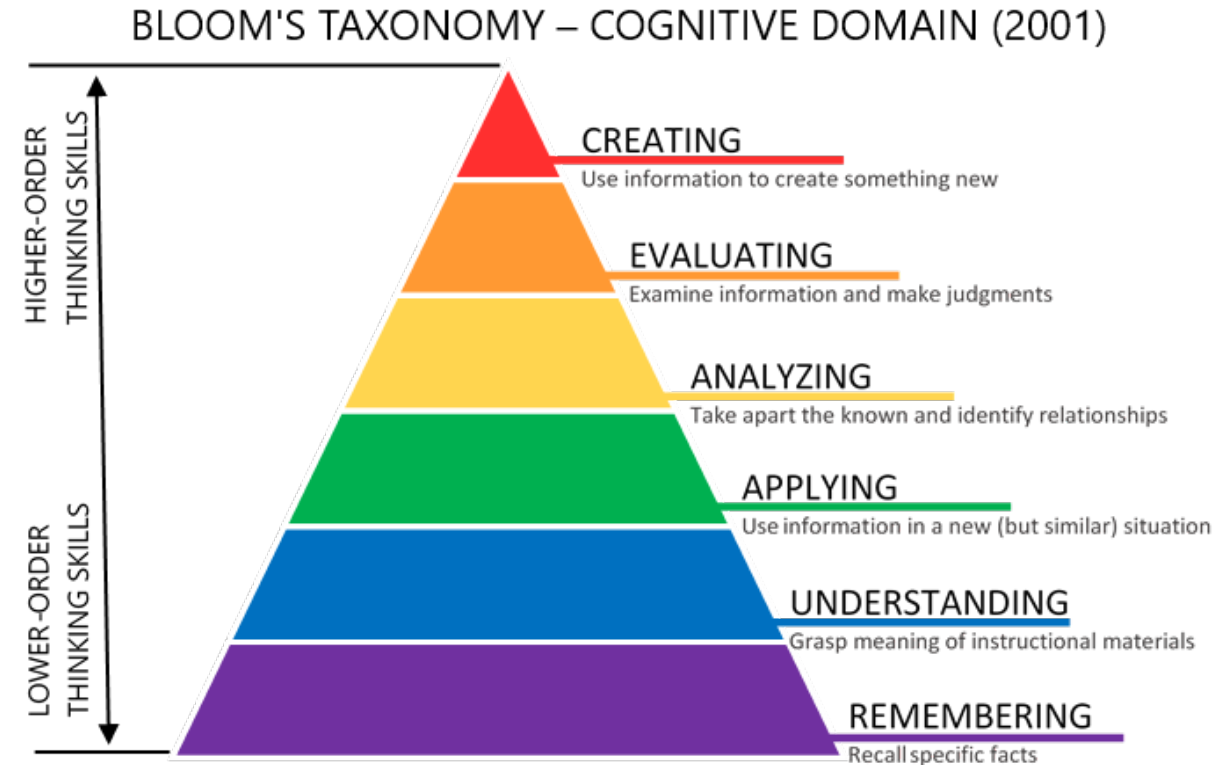 BLOOM'S TAXONOMY – COGNITIVE DOMAIN (2001)
HIGHER-ORDER
THINKING SKILLS
LOWER-ORDER
THINKING SKILLS
CREATING
Use information to create something new
EVALUATING
Examine information and make judgments
ANALYZING
Take apart the known and identify relationships
APPLYING
Use information in a new (but similar) situation
UNDERSTANDING
Grasp meaning of instructional materials
REMEMBERING
Recall specific facts